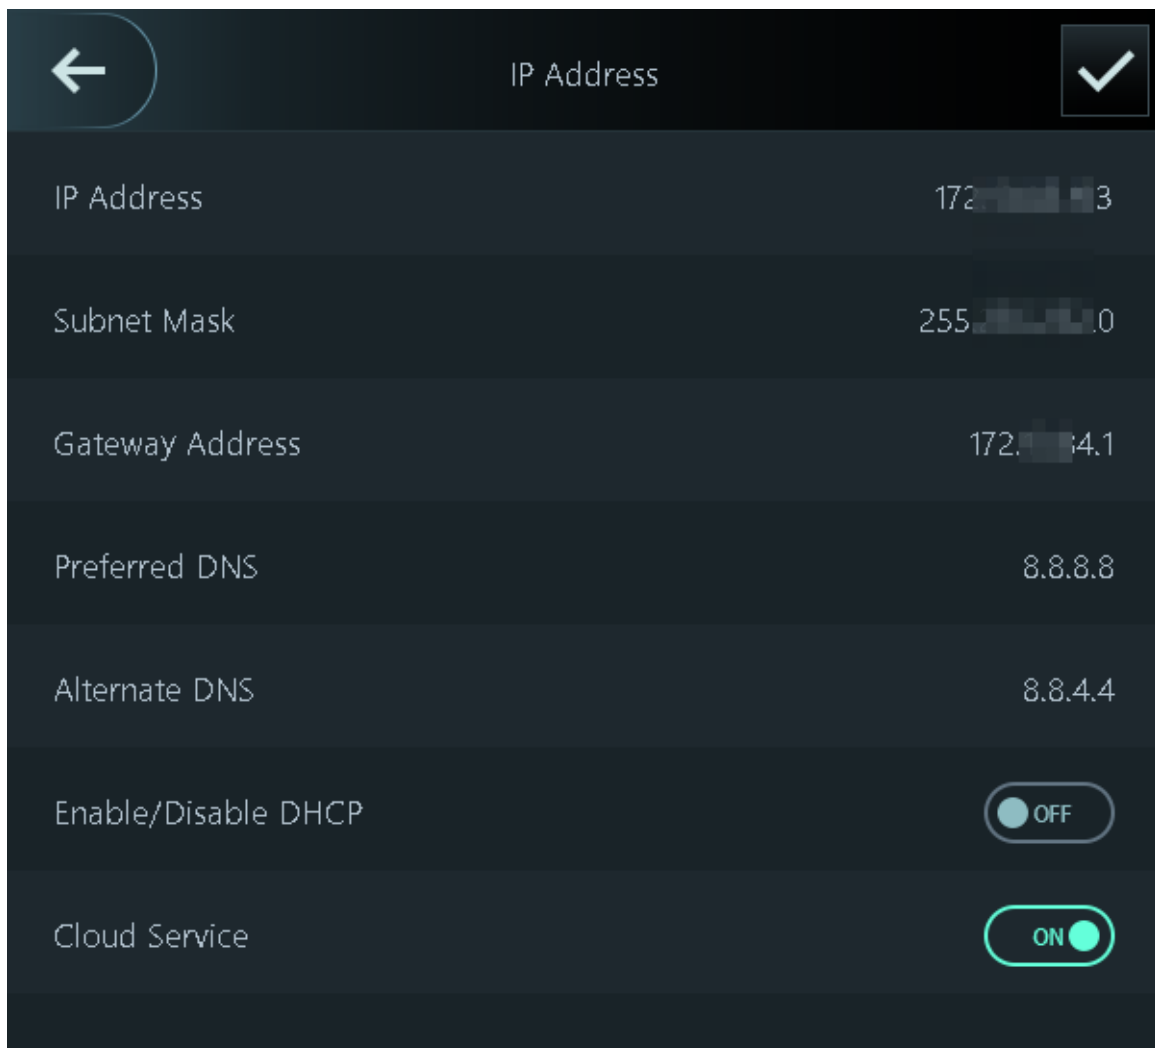 IP Address
IP Address
Subnet Mask
Gateway Address
Preferred DNS 8.8.8.8
Alternate DNS 8.8.4.4
Enable/Disable DHCP OFF
Cloud Service ON